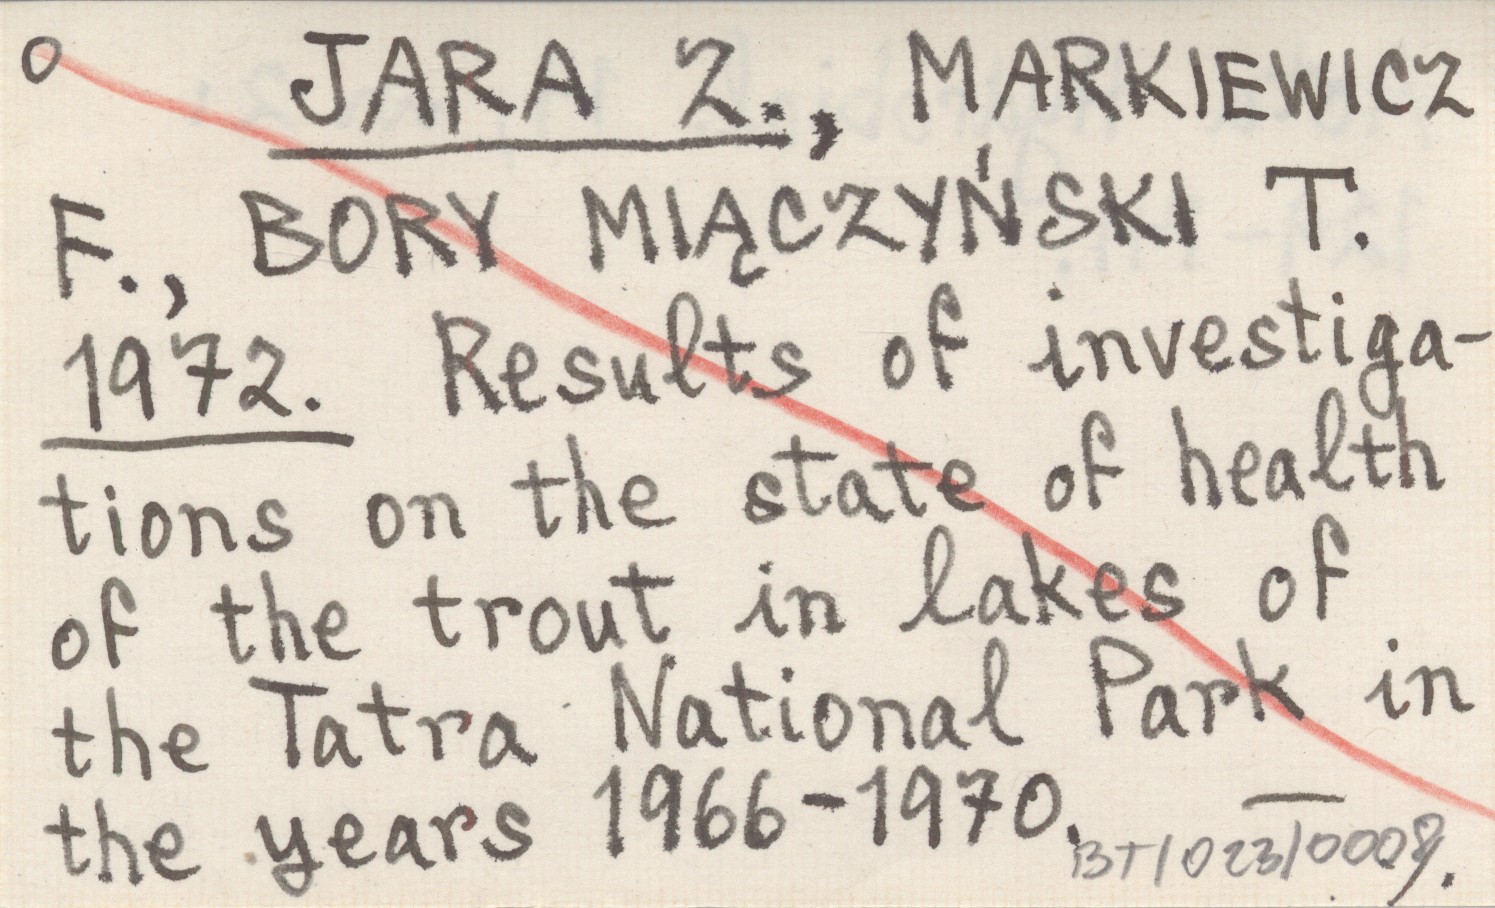 o JARA Z., MARKIEWICZ
F., BORY MIĄCZYŃSKI T.
1972. Results of investiga-
tions on the state of health
of the trout in lakes of
the Tatra National Park in
the years 1966-1970. —
BT/023/0008.